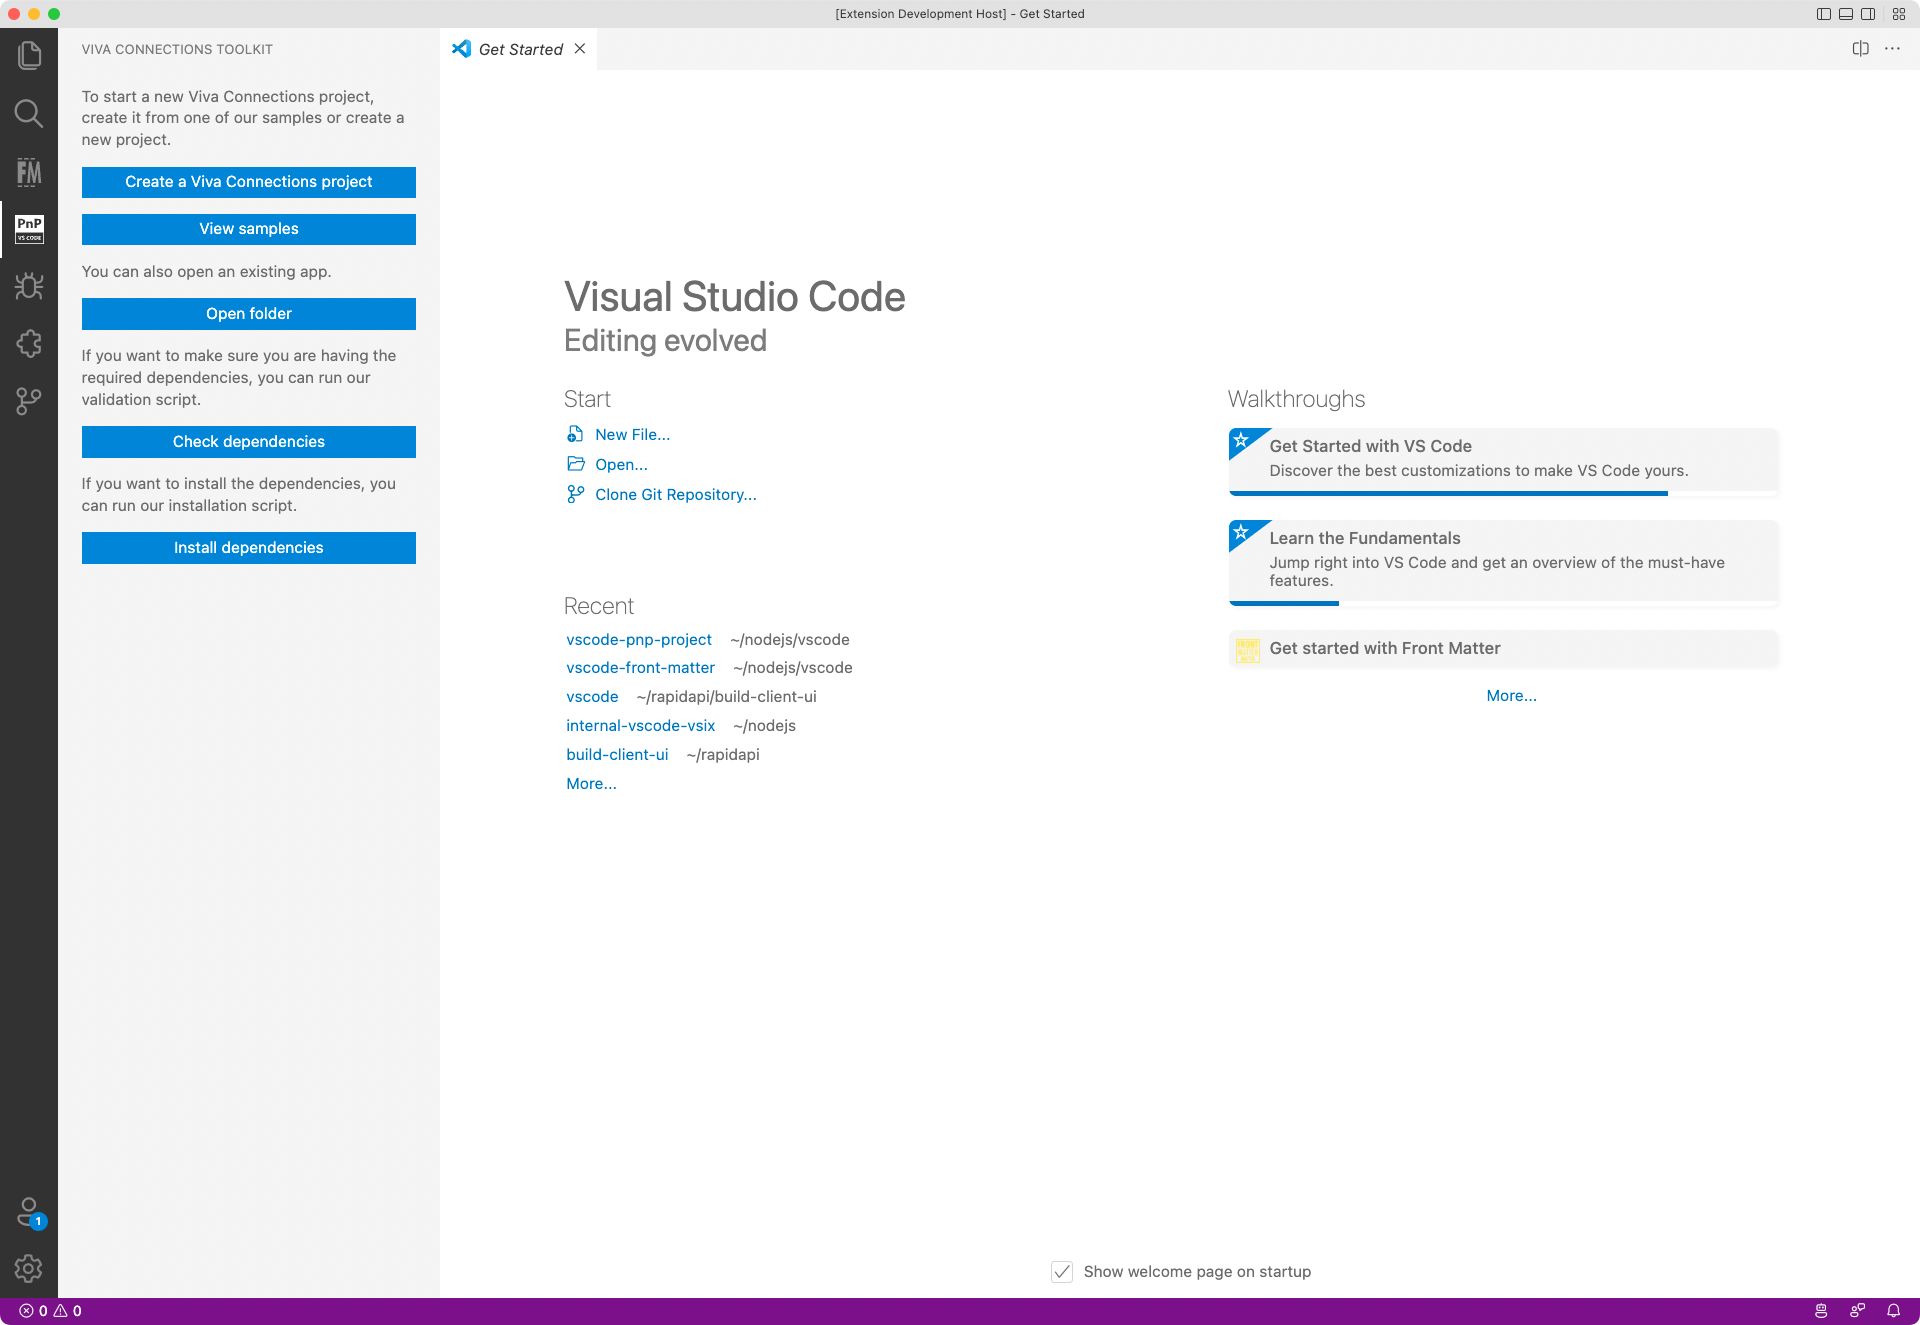 [Extension Development Host] - Get Started
VIVA CONNECTIONS TOOLKIT
To start a new Viva Connections project,
create it from one of our samples or create a
new project.
Create a Viva Connections project
View samples
You can also open an existing app.
Open folder
If you want to make sure you are having the
required dependencies, you can run our
validation script.
Check dependencies
If you want to install the dependencies, you
can run our installation script.
Install dependencies
FM
PnP
VS CODE
1
Get Started
Visual Studio Code
Editing evolved
Start
New File...
Open...
Clone Git Repository...
Recent
vscode-pnp-project ~/nodejs/vscode
vscode-front-matter ~/nodejs/vscode
vscode ~/rapidapi/build-client-ui
internal-vscode-vsix ~/nodejs
build-client-ui ~/rapidapi
More...
Walkthroughs
Get Started with VS Code
Discover the best customizations to make VS Code yours.
Learn the Fundamentals
Jump right into VS Code and get an overview of the must-have
features.
FRONT
MATTER
Get started with Front Matter
More...
Show welcome page on startup
0 0